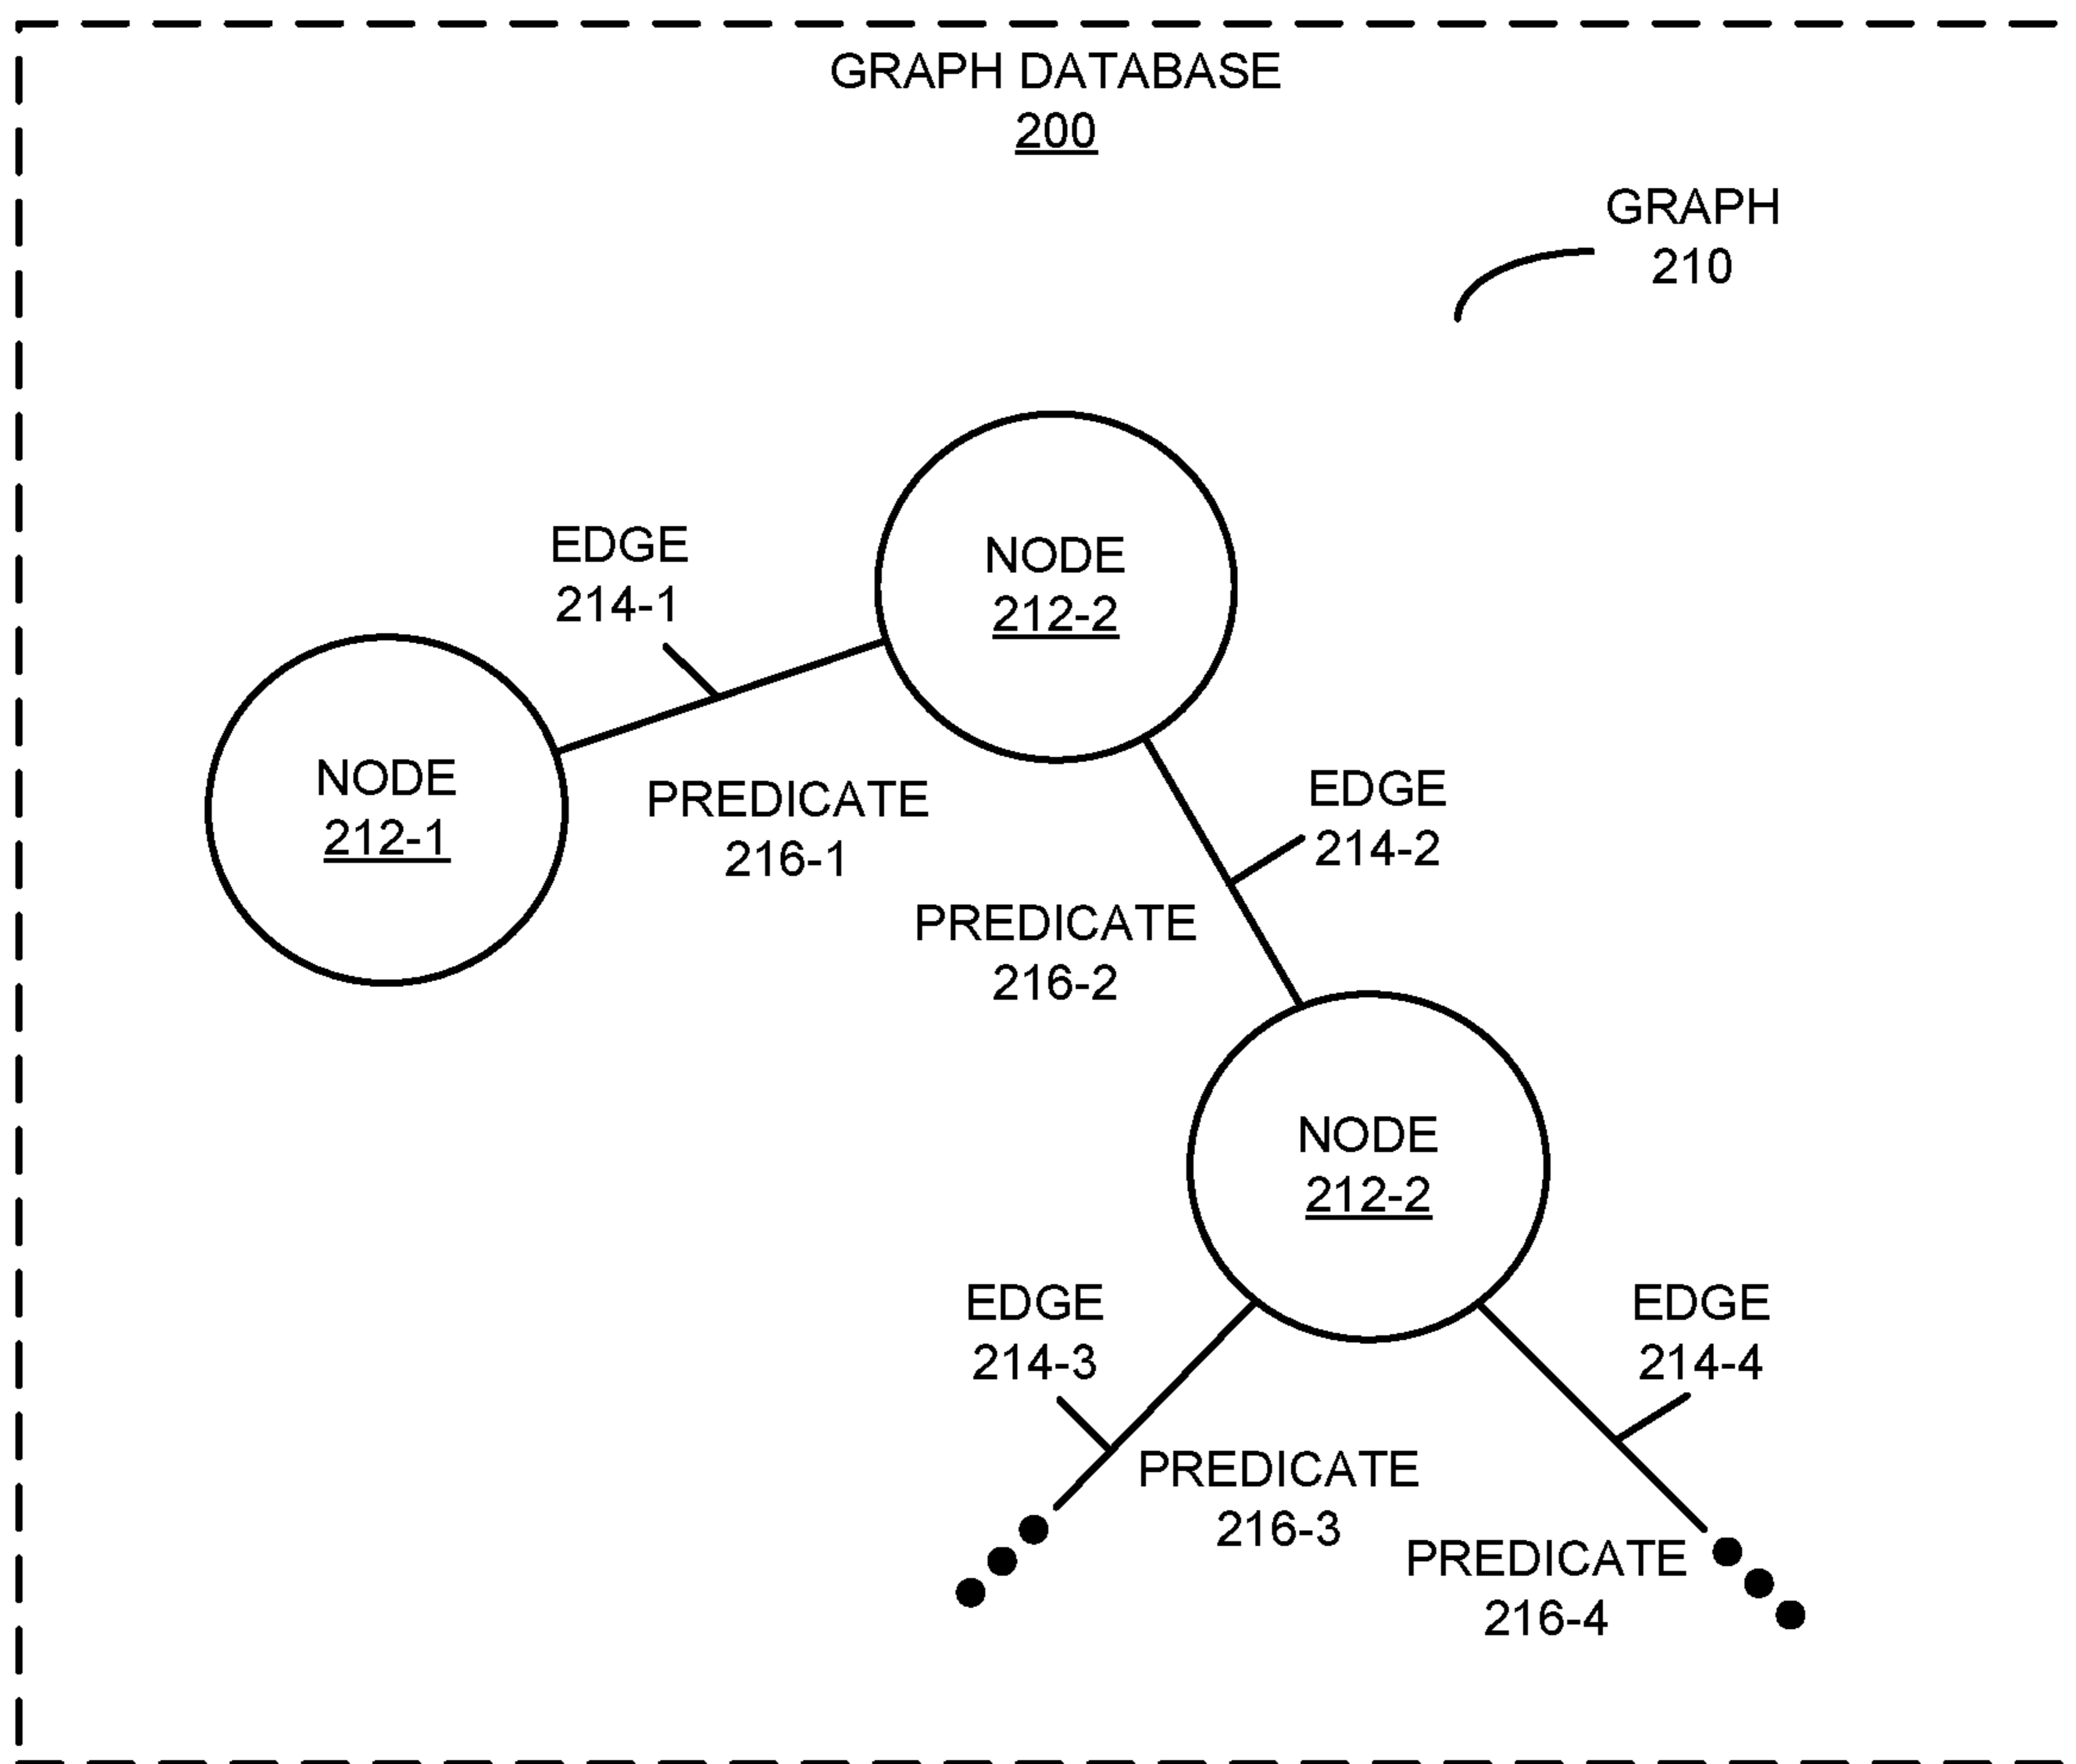 GRAPH DATABASE
200
GRAPH
210
EDGE
214-1
NODE
212-2
NODE
212-1
PREDICATE
216-1
EDGE
214-2
PREDICATE
216-2
NODE
212-2
EDGE
214-3
EDGE
214-4
PREDICATE
216-3
PREDICATE
216-4